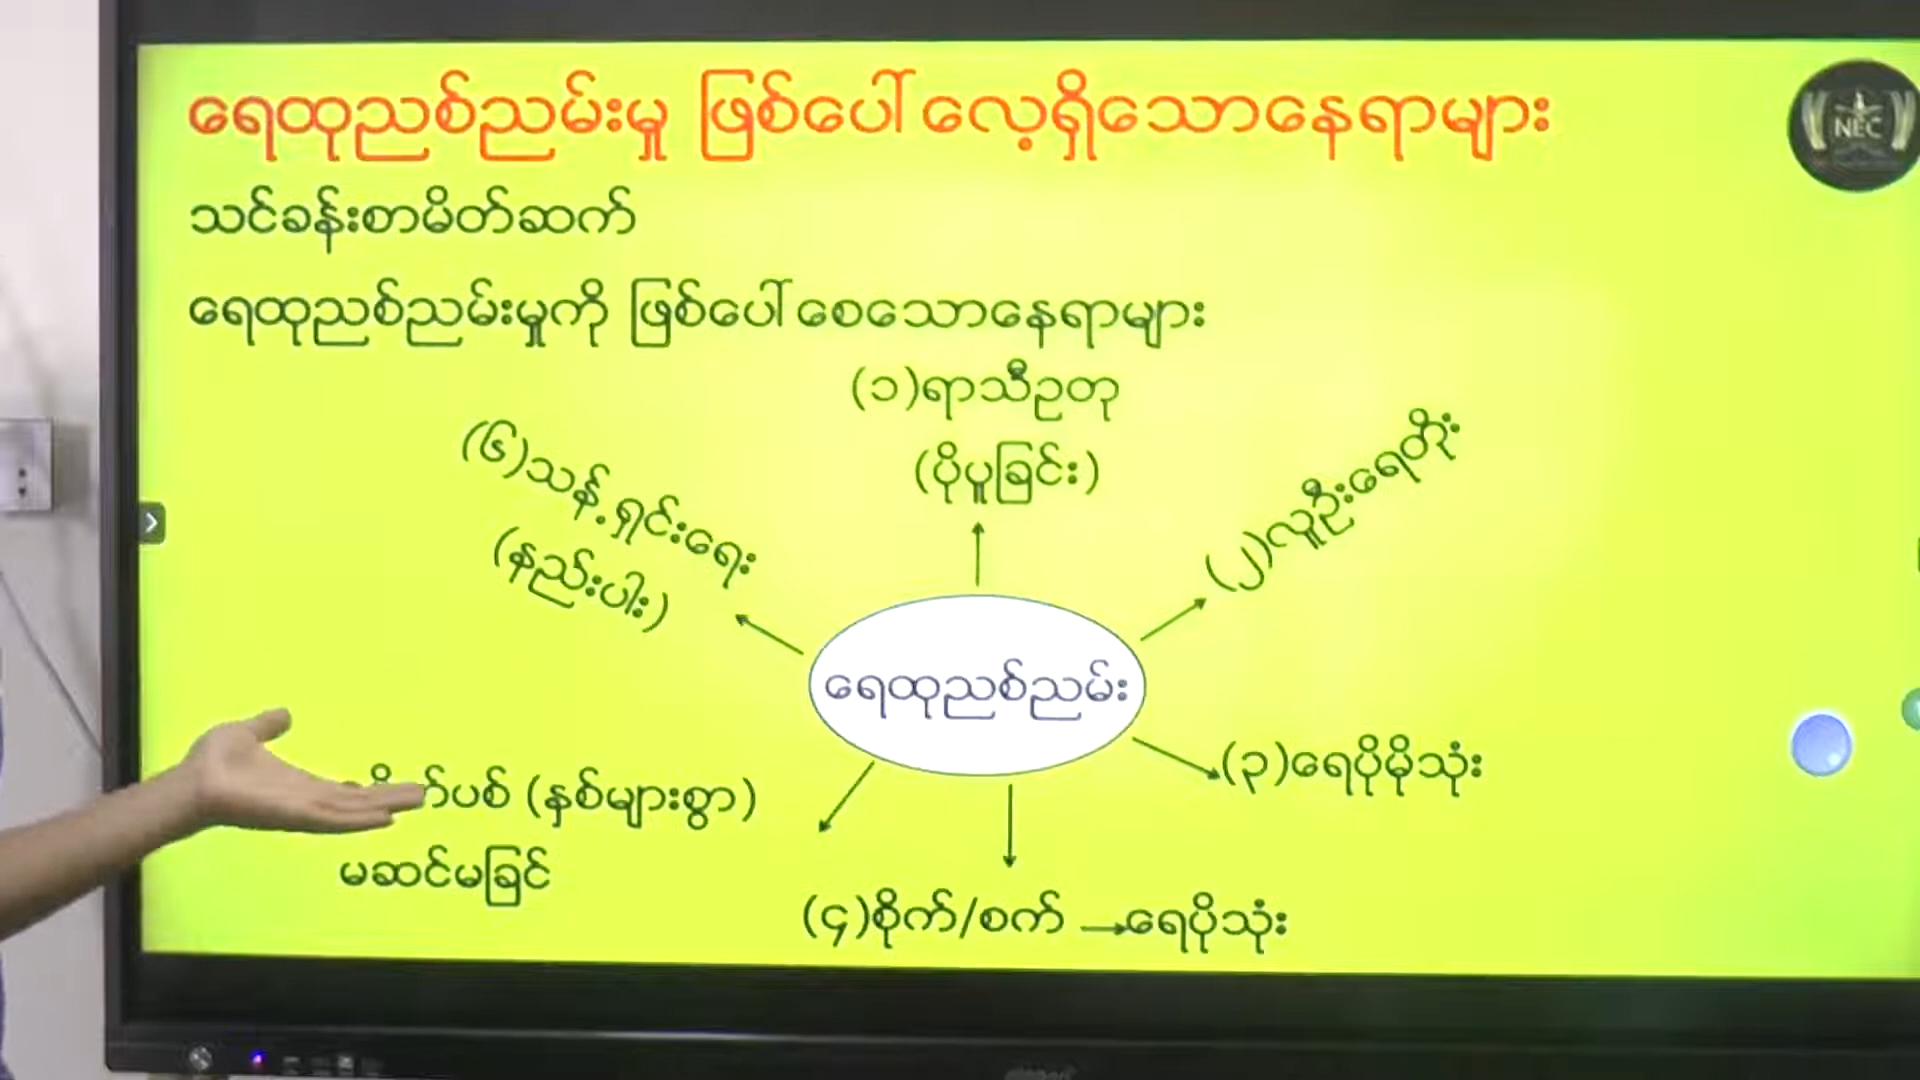 ရေထုညစ်ညမ်းမှု ဖြစ်ပေါ်လေ့ရှိသောနေရာများ
NEC
သင်ခန်းစာမိတ်ဆက်
ရေထုညစ်ညမ်းမှုကို ဖြစ်ပေါ်စေသောနေရာများ
(၁)ရာသီဥတု
(ပိုပူခြင်း)
(၂)လူဦးရေတိုး
(၃)ရေပိုမိုသုံး
(၄)စိုက်/စက် →ရေပိုသုံး
ပစ် (နှစ်များစွာ)
မဆင်မခြင်
(၆)သန့်ရှင်းရေး
(နည်းပါး)
ရေထုညစ်ညမ်း